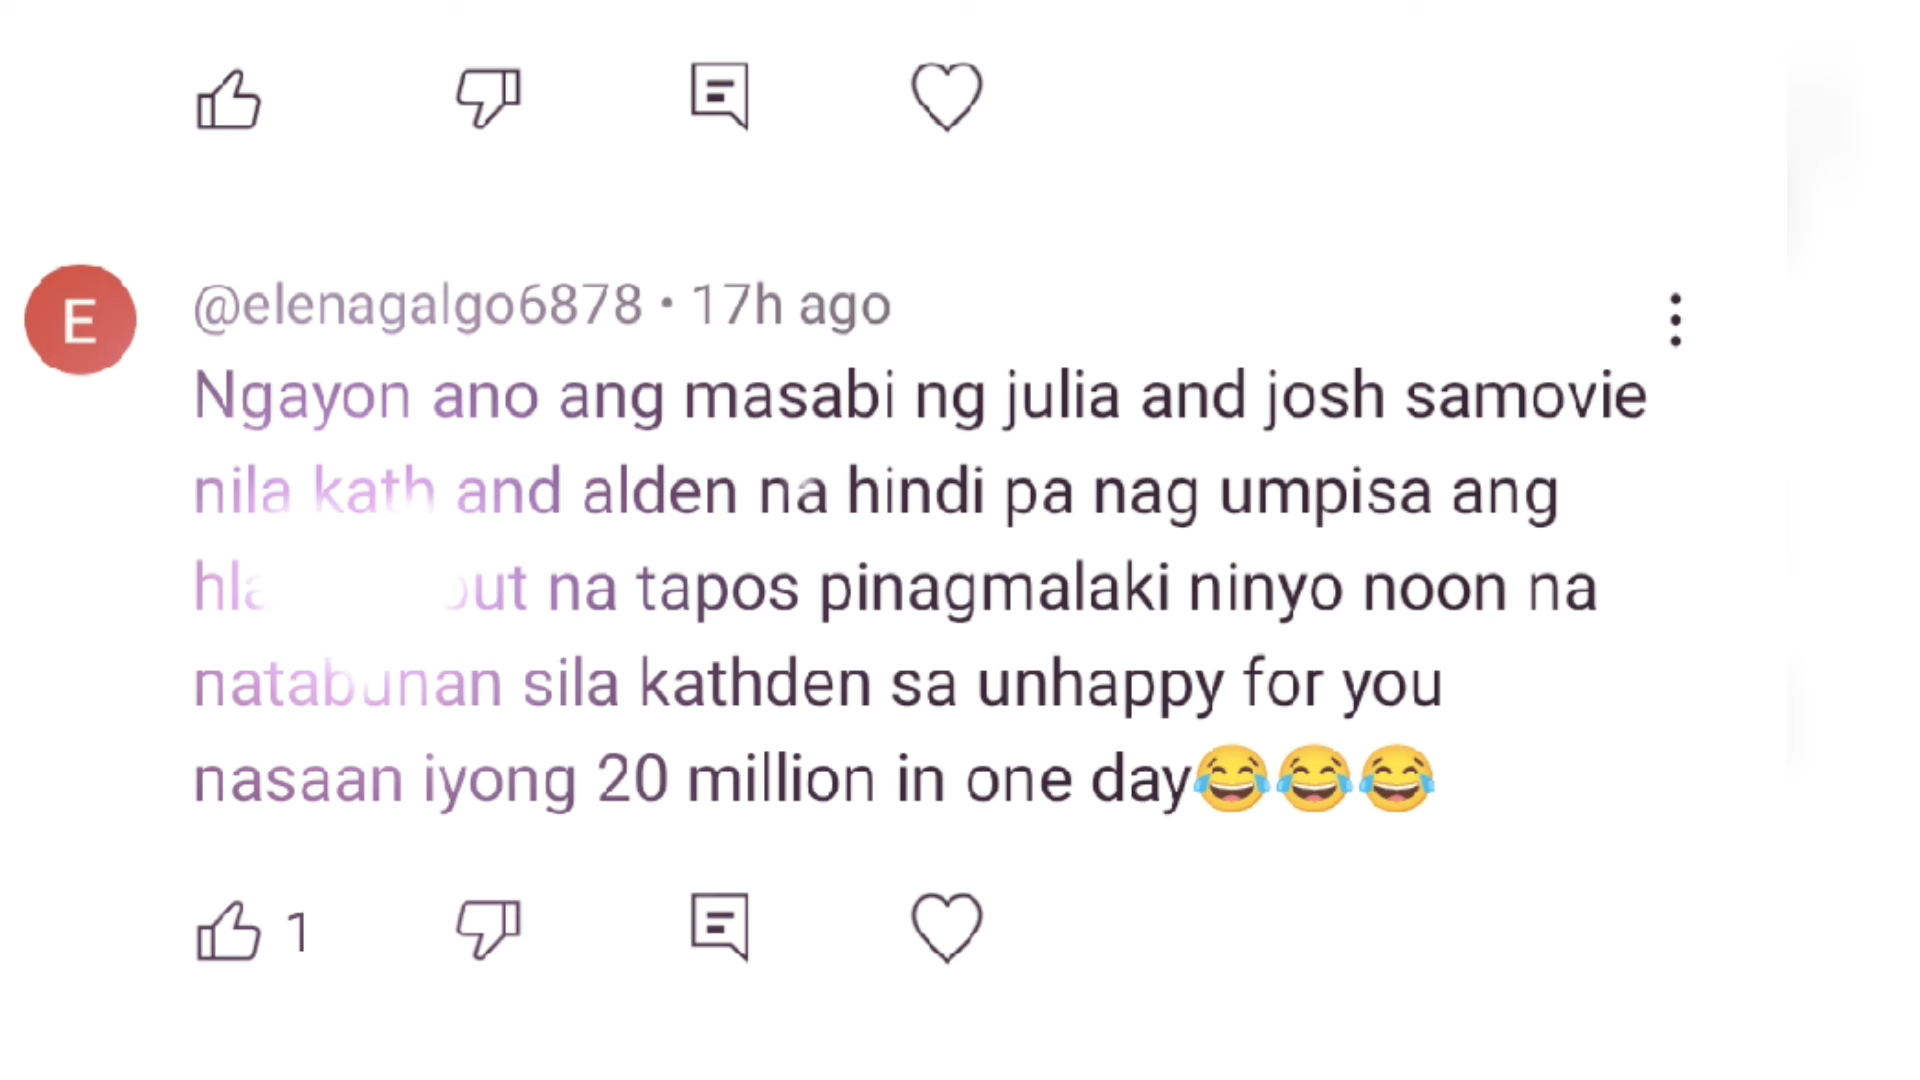 @elenagalgo6878 • 17h ago
Ngayon ano ang masabi ng julia and josh samovie
nila kath and alden na hindi pa nag umpisa ang
na tapos pinagmalaki ninyo noon na
natabunan sila kathden sa unhappy for you
nasaan iyong 20 million in one day😂😂😂
1
E